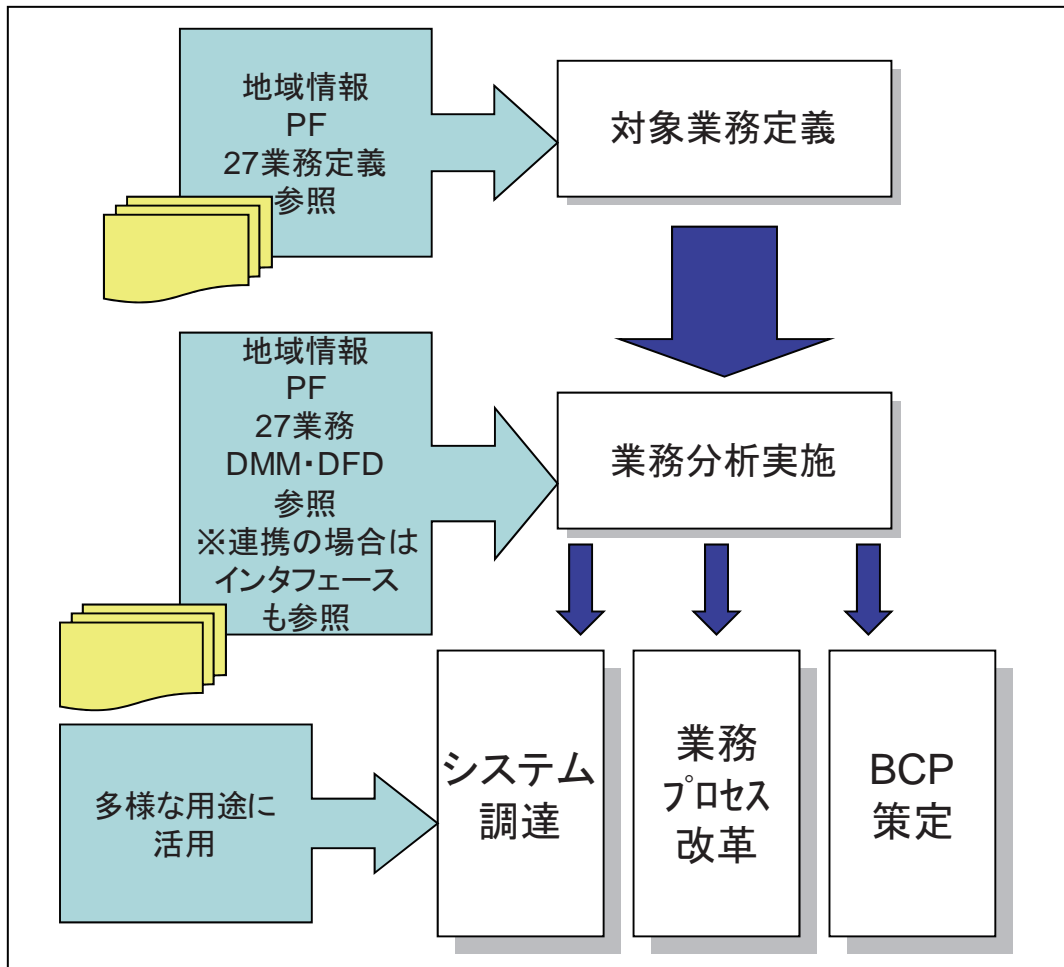 地域情報
PF
27業務定義
参照
対象業務定義
地域情報
PF
27業務
DMM・DFD
参照
※連携の場合は
インタフェース
も参照
業務分析実施
多様な用途に
活用
システム
調達
業務
プロセス
改革
BCP
策定